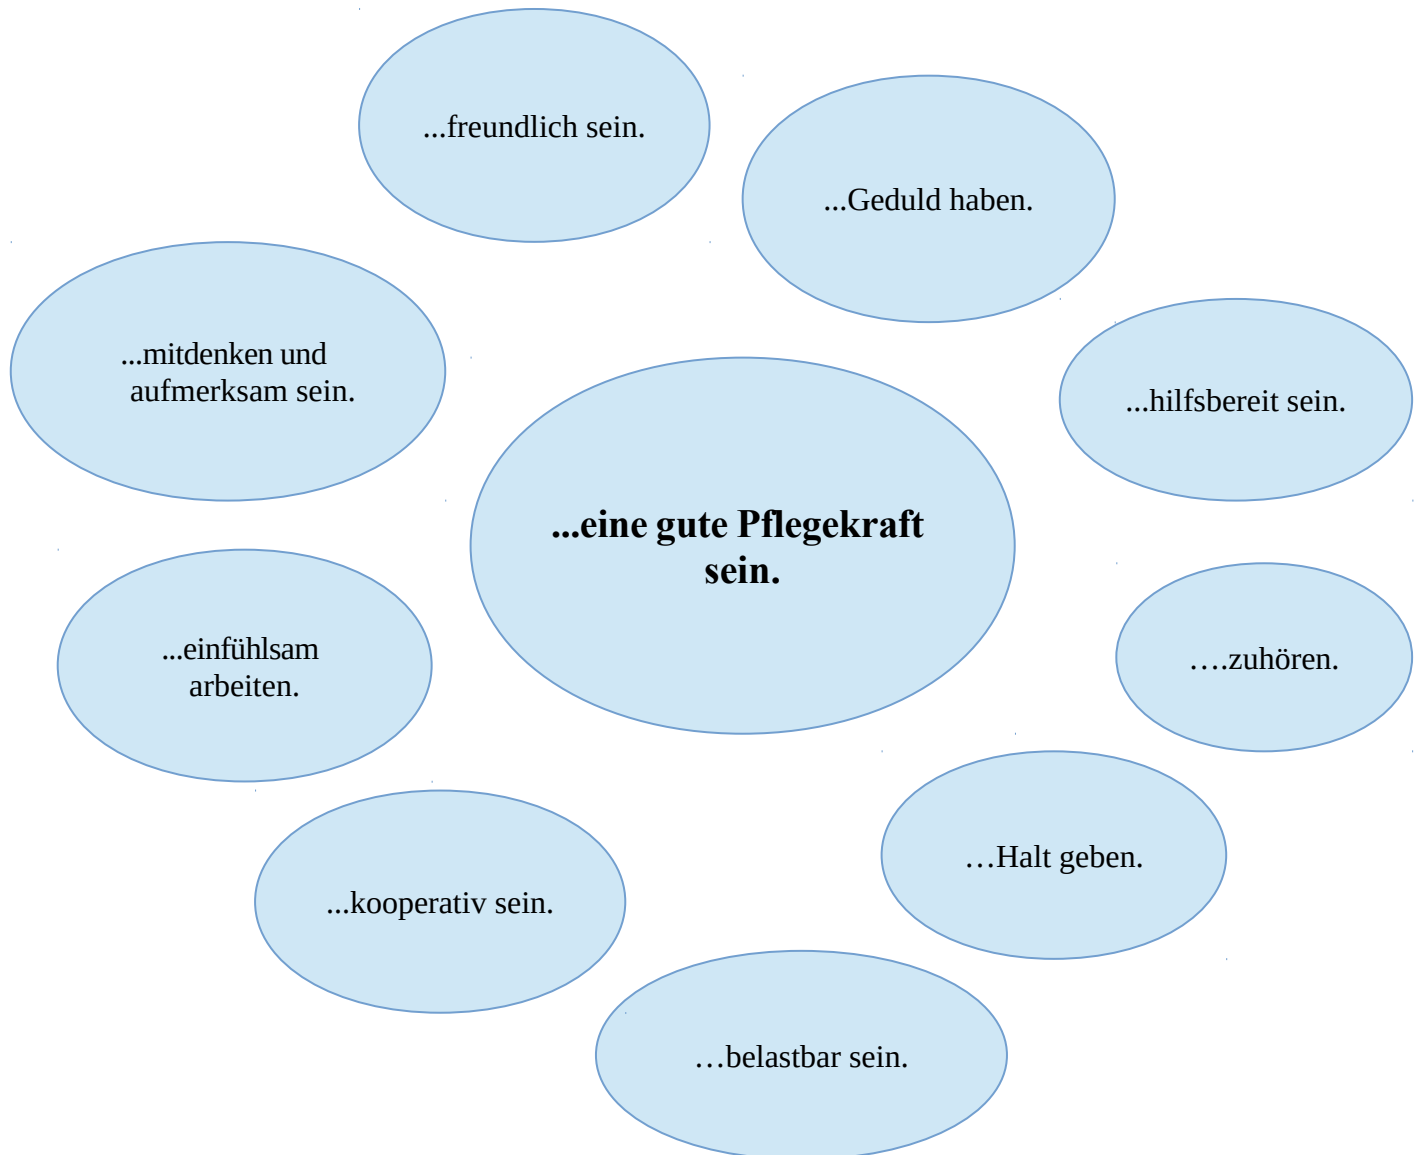 ...freundlich sein.
...Geduld haben.
...mitdenken und
aufmerksam sein.
...hilfsbereit sein.
...eine gute Pflegekraft
sein.
...einfühlsam
arbeiten.
….zuhören.
…Halt geben.
...kooperativ sein.
…belastbar sein.